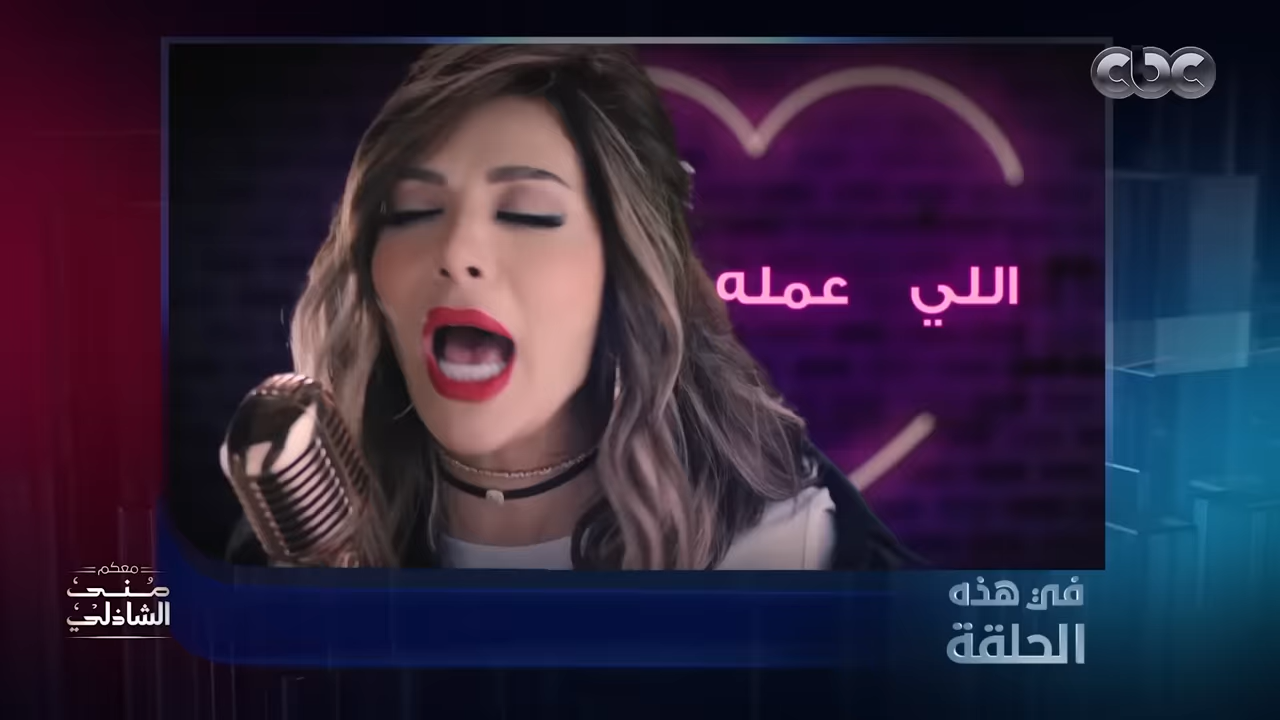 cbc
اللي عمله
معكم
منى
الشاذلي
في هذه
الحلقة